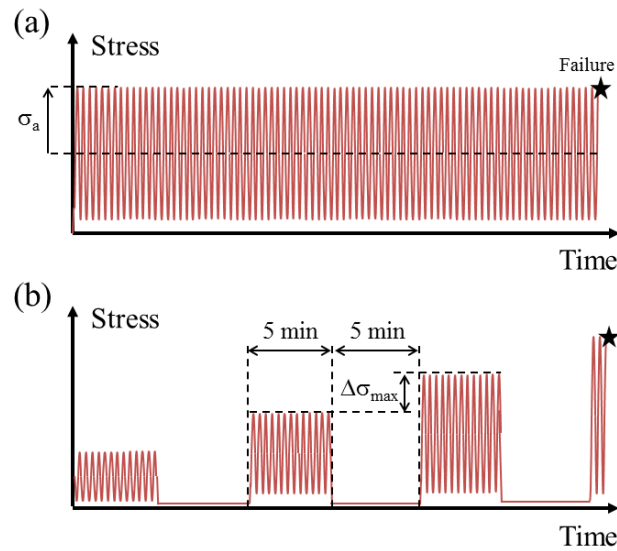 (a)
Stress
Failure
σa
Time
(b)
Stress
5 min 5 min
Δσmax
Time